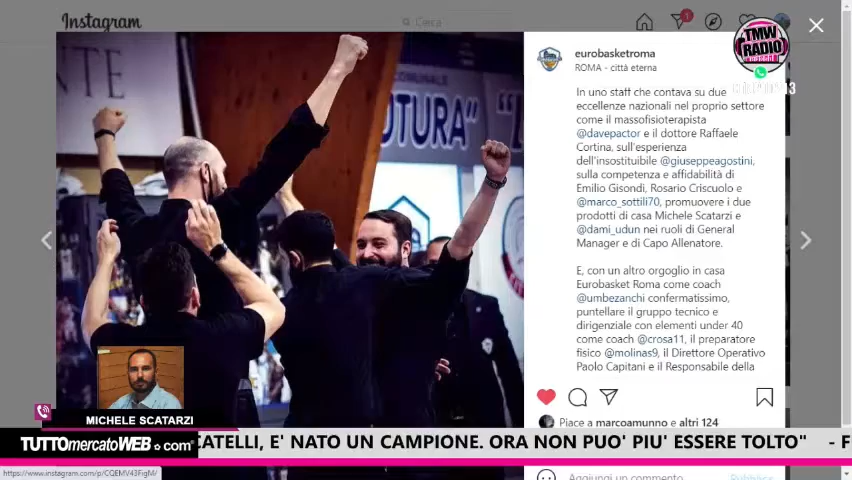 Instagram
Cerca
1
TMW
RADIO
eurobasketroma
ROMA - città eterna
In uno staff che contava su due
eccellenze nazionali nel proprio settore
come il massofisioterapista
@davepactor e il dottore Raffaele
Cortina, sull'esperienza
dell'insostituibile @giuseppeagostini,
sulla competenza e affidabilità di
Emilio Gisondi, Rosario Criscuolo e
@marco_sottili70, promuovere i due
prodotti di casa Michele Scatarzi e
@dami_udun nei ruoli di General
Manager e di Capo Allenatore.
E, con un altro orgoglio in casa
Eurobasket Roma come coach
@umbezanchi confermatissimo,
puntellare il gruppo tecnico e
dirigenziale con elementi under 40
come coach @crosa11, il preparatore
fisico @molinas9, il Direttore Operativo
Paolo Capitani e il Responsabile della
Piace a marcoamunno e altri 124
Aggiungi un commento
Pubblica
NTE
COMUNALE
UTURA"
MICHELE SCATARZI
TUTTOmercatoWEB.com
CATELLI, E' NATO UN CAMPIONE. ORA NON PUO' PIU' ESSERE TOLTO" - F
https://www.instagram.com/p/CQEMV43FigM/